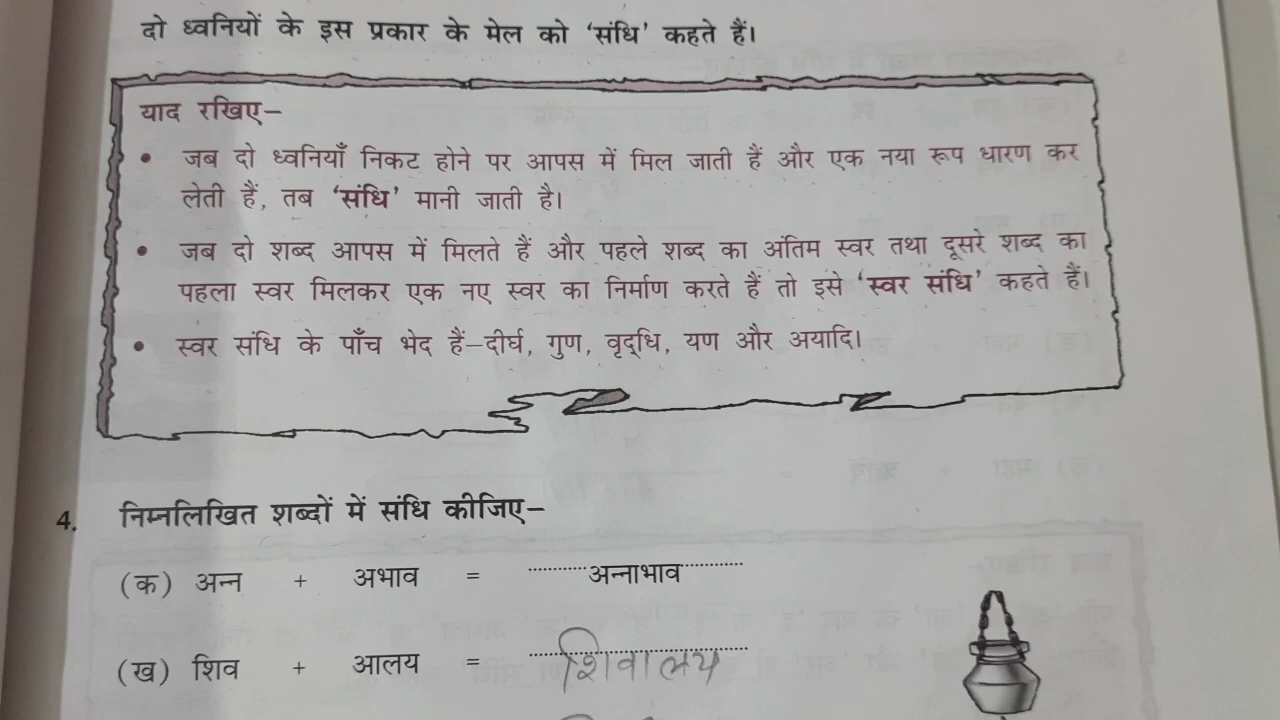 दो ध्वनियों के इस प्रकार के मेल को ‘संधि’ कहते हैं।
याद रखिए–
• जब दो ध्वनियाँ निकट होने पर आपस में मिल जाती हैं और एक नया रूप धारण कर
लेती हैं, तब ‘संधि’ मानी जाती है।
• जब दो शब्द आपस में मिलते हैं और पहले शब्द का अंतिम स्वर तथा दूसरे शब्द का
पहला स्वर मिलकर एक नए स्वर का निर्माण करते हैं तो इसे ‘स्वर संधि’ कहते हैं।
• स्वर संधि के पाँच भेद हैं–दीर्घ, गुण, वृद्‌धि, यण और अयादि।
4. निम्नलिखित शब्दों में संधि कीजिए–
(क) अन्न + अभाव = अन्नाभाव
(ख) शिव + आलय = शिवालय